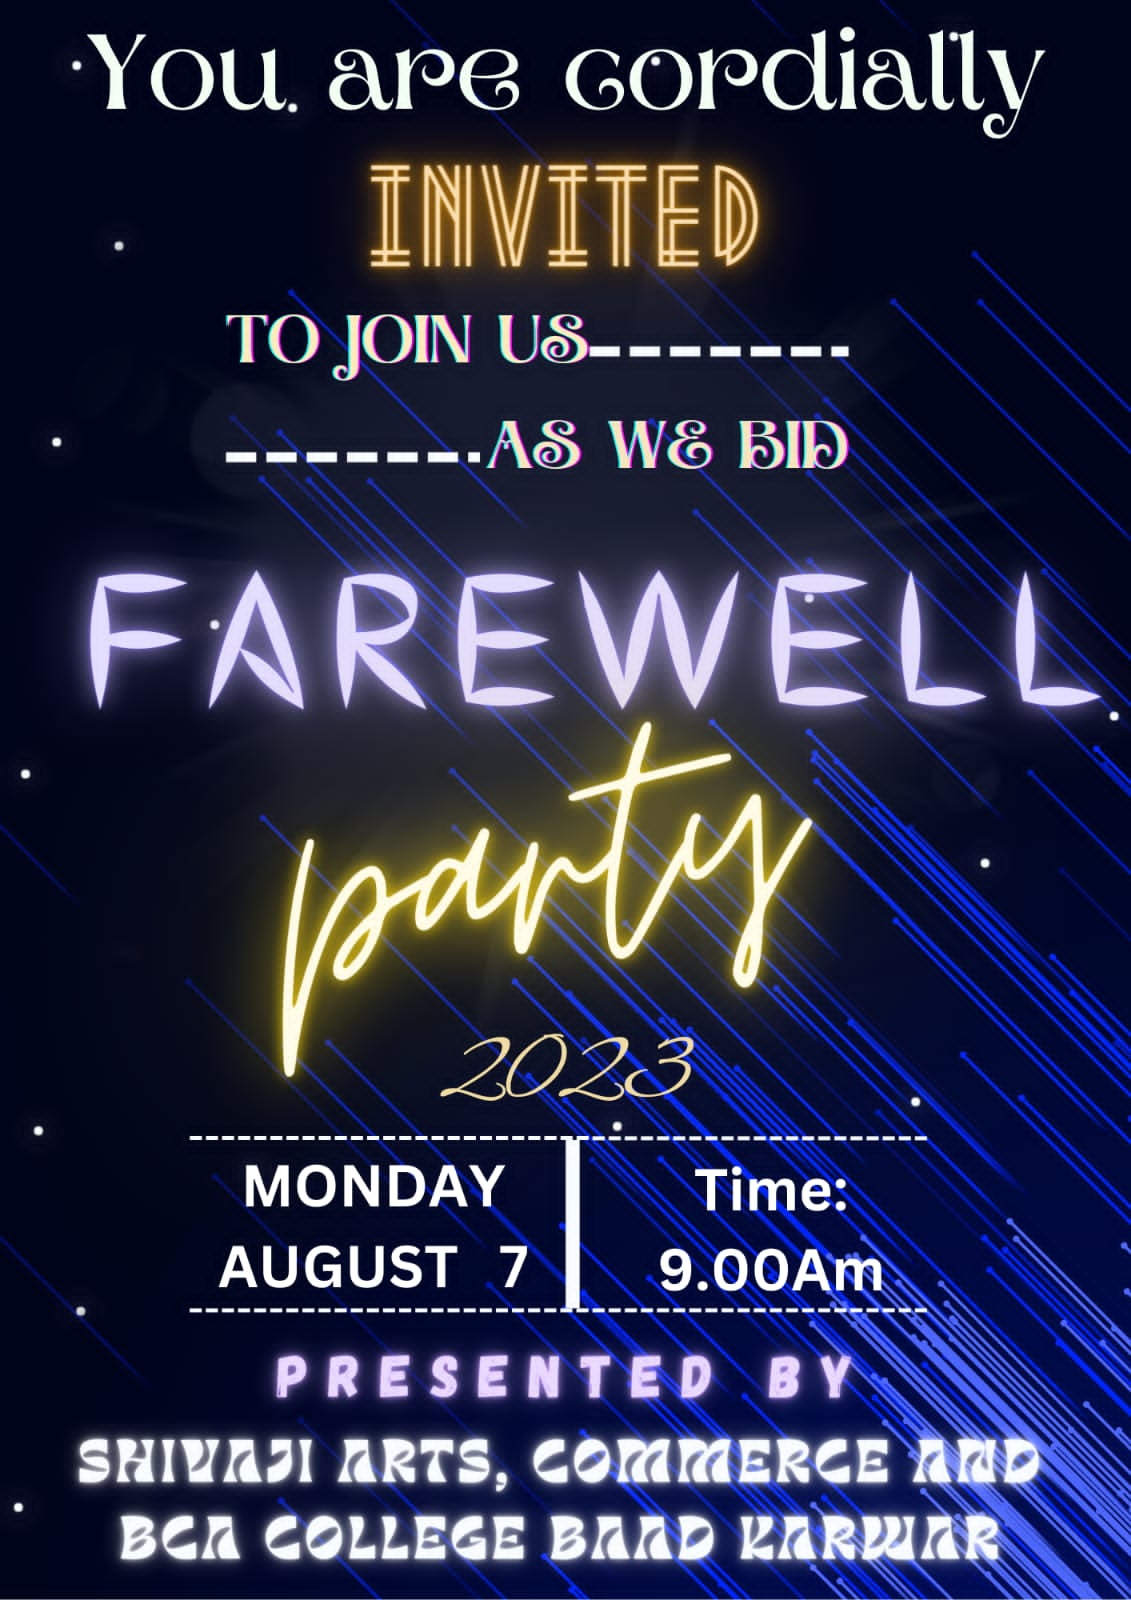 You are cordially
INVITED
TO JOIN US-------
-------AS WE BID
FAREWELL
party
2023
MONDAY
AUGUST 7
Time:
9.00Am
PRESENTED BY
SHIVAJI ARTS, COMMERCE AND
BCA COLLEGE BAAD KARWAR